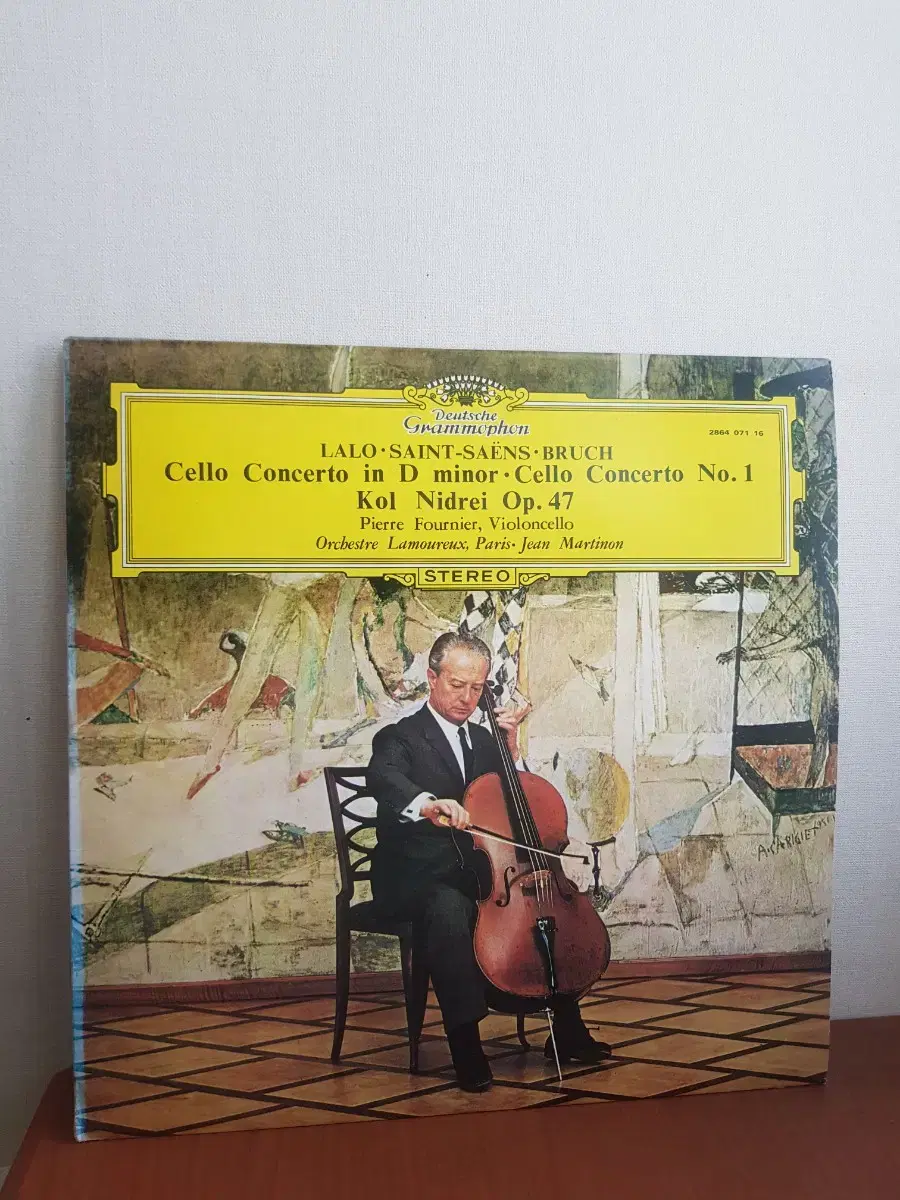 Deutsche
Grammophon
2864 071 16
LALO·SAINT-SAËNS·BRUCH
Cello Concerto in D minor·Cello Concerto No.1
Kol Nidrei Op.47
Pierre Fournier, Violoncello
Orchestre Lamoureux, Paris·Jean Martinon
STEREO